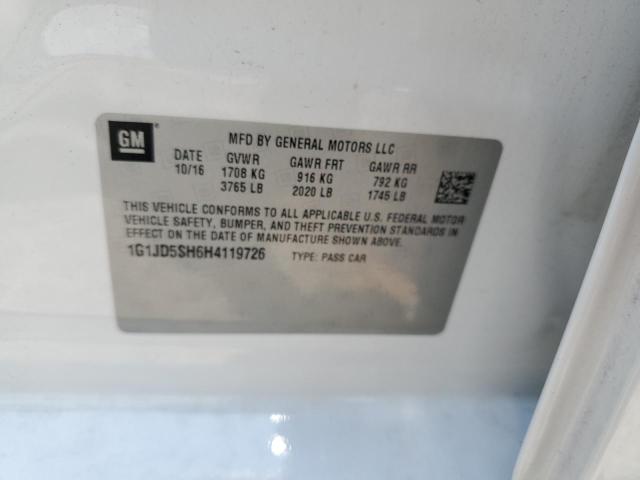 GM
MFD BY GENERAL MOTORS LLC
DATE GVWR GAWR FRT GAWR RR
10/16 1708 KG 916 KG 792 KG
3765 LB 2020 LB 1745 LB
THIS VEHICLE CONFORMS TO ALL APPLICABLE U.S. FEDERAL MOTOR
VEHICLE SAFETY, BUMPER, AND THEFT PREVENTION STANDARDS IN
EFFECT ON THE DATE OF MANUFACTURE SHOWN ABOVE.
1G1JD5SH6H4119726 TYPE: PASS CAR